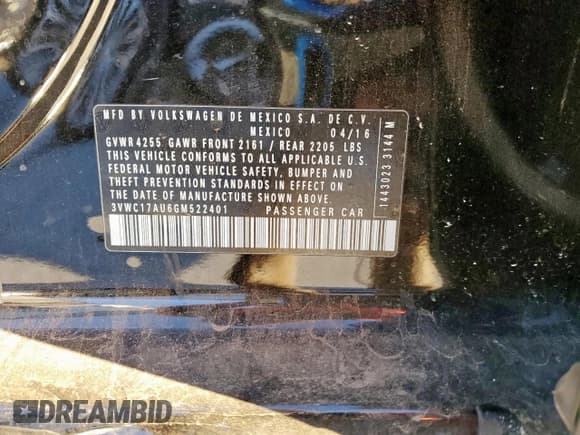 MFD BY VOLKSWAGEN DE MEXICO S.A. DE C.V.
MEXICO 04/16
GVWR 4255 GAWR FRONT 2161 / REAR 2205 LBS
THIS VEHICLE CONFORMS TO ALL APPLICABLE U.S.
FEDERAL MOTOR VEHICLE SAFETY, BUMPER AND
THEFT PREVENTION STANDARDS IN EFFECT ON
THE DATE OF MANUFACTURE SHOWN ABOVE.
3VWC17AU6GM522401 PASSENGER CAR
1443023 3144 M
DREAMBID